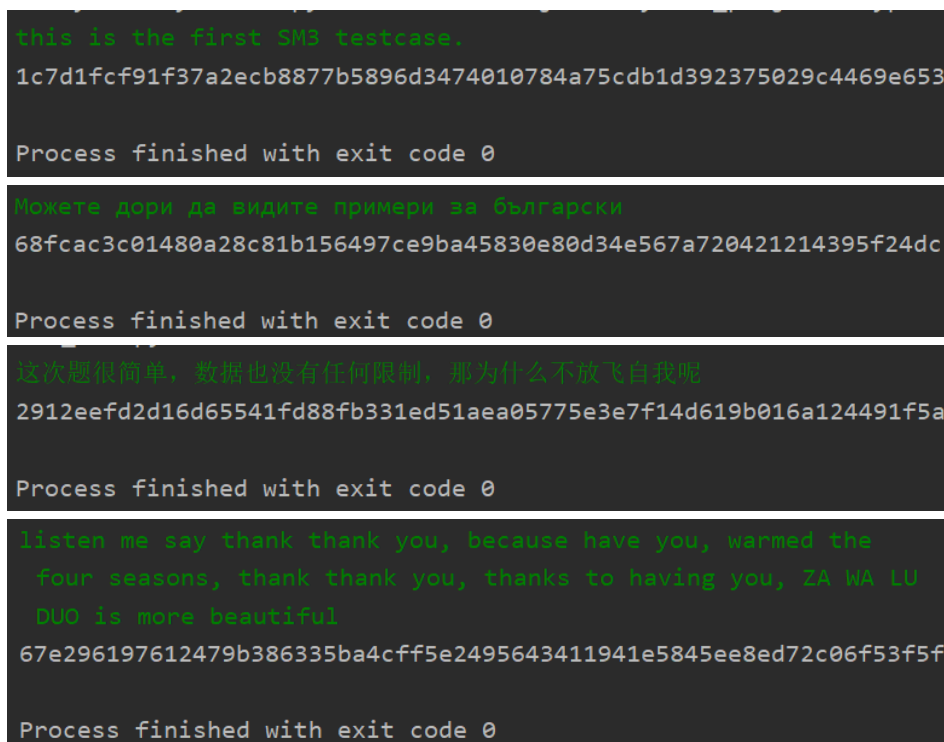 this is the first SM3 testcase.
1c7d1fcf91f37a2ecb8877b5896d3474010784a75cdb1d392375029c4469e653
Process finished with exit code 0
Можете дори да видите примери за български
68fcac3c01480a28c81b156497ce9ba45830e80d34e567a720421214395f24dc
Process finished with exit code 0
这次题很简单，数据也没有任何限制，那为什么不放飞自我呢
2912eefd2d16d65541fd88fb331ed51aea05775e3e7f14d619b016a124491f5a
Process finished with exit code 0
listen me say thank thank you, because have you, warmed the
four seasons, thank thank you, thanks to having you, ZA WA LU
DUO is more beautiful
67e296197612479b386335ba4cff5e2495643411941e5845ee8ed72c06f53f5f
Process finished with exit code 0